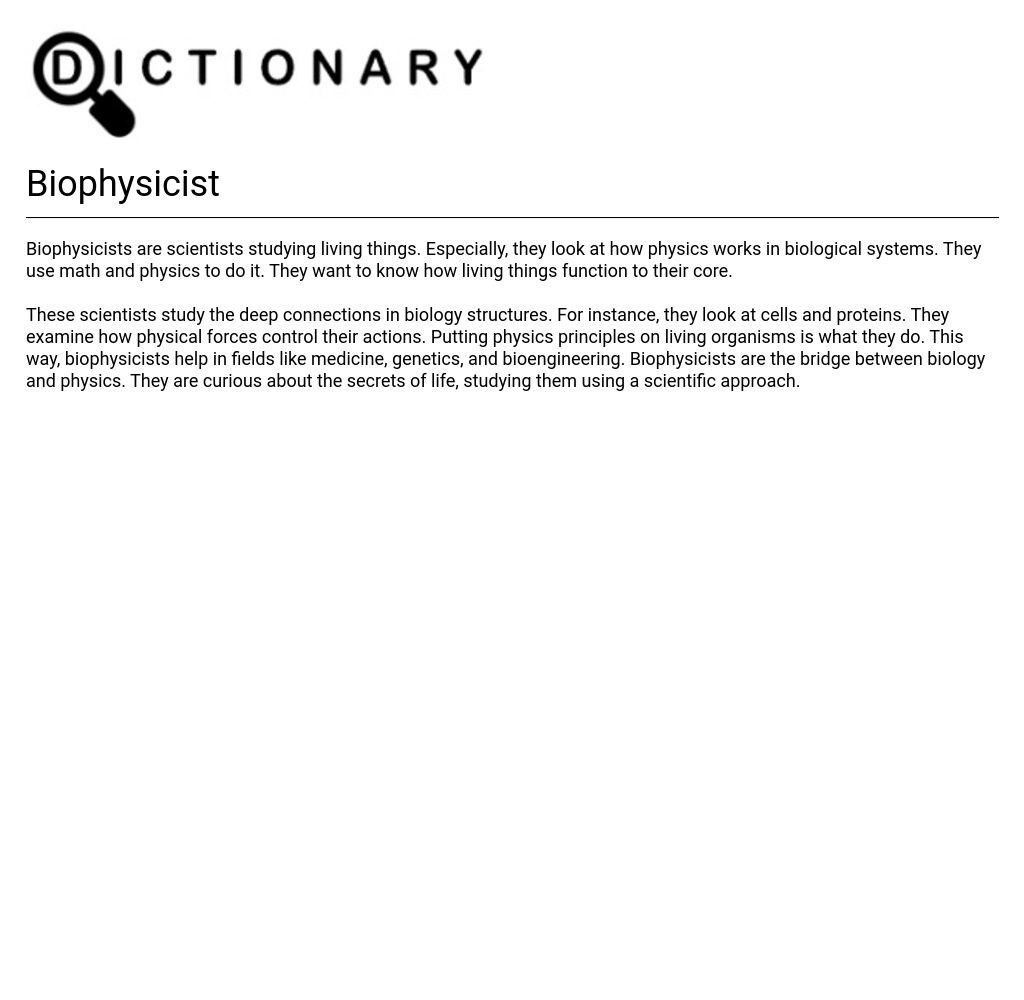 DICTIONARY
Biophysicist
Biophysicists are scientists studying living things. Especially, they look at how physics works in biological systems. They
use math and physics to do it. They want to know how living things function to their core.
These scientists study the deep connections in biology structures. For instance, they look at cells and proteins. They
examine how physical forces control their actions. Putting physics principles on living organisms is what they do. This
way, biophysicists help in fields like medicine, genetics, and bioengineering. Biophysicists are the bridge between biology
and physics. They are curious about the secrets of life, studying them using a scientific approach.